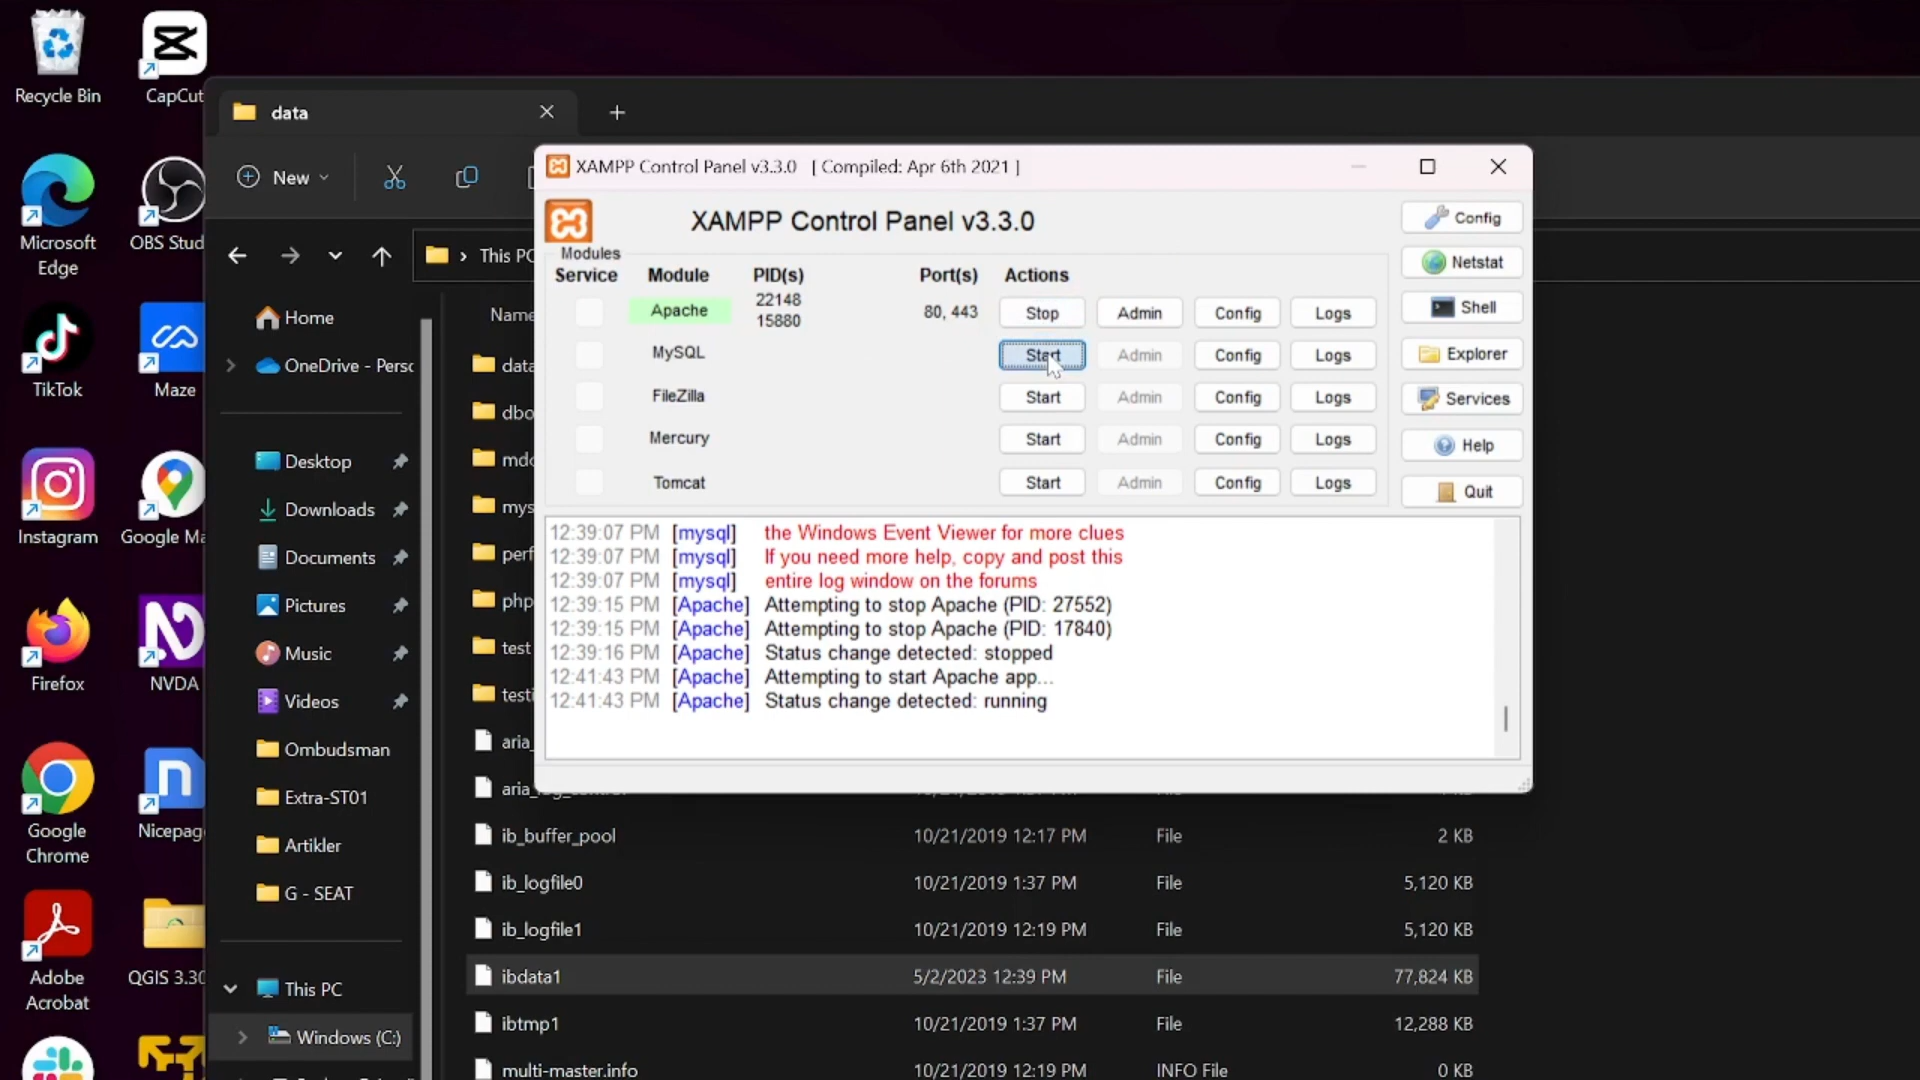 Recycle Bin
CapCut
Microsoft
Edge
OBS Stud
TikTok
Maze
Instagram
Google Ma
Firefox
NVDA
Google
Chrome
Nicepag
Adobe
Acrobat
QGIS 3.30
data
New
This PC
Home
OneDrive - Perso
Desktop
Downloads
Documents
Pictures
Music
Videos
Ombudsman
Extra-ST01
Artikler
G - SEAT
This PC
Windows (C:)
Name
data
dbo
mdc
mys
perf
php
test
testi
aria_
ib_buffer_pool 10/21/2019 12:17 PM File 2 KB
ib_logfile0 10/21/2019 1:37 PM File 5,120 KB
ib_logfile1 10/21/2019 12:19 PM File 5,120 KB
ibdata1 5/2/2023 12:39 PM File 77,824 KB
ibtmp1 10/21/2019 1:37 PM File 12,288 KB
multi-master.info 10/21/2019 12:19 PM INFO File 0 KB
XAMPP Control Panel v3.3.0 [ Compiled: Apr 6th 2021 ]
XAMPP Control Panel v3.3.0
Modules
Service Module PID(s) Port(s) Actions
Apache 22148 15880 80, 443 Stop Admin Config Logs
MySQL Start Admin Config Logs
FileZilla Start Admin Config Logs
Mercury Start Admin Config Logs
Tomcat Start Admin Config Logs
Config
Netstat
Shell
Explorer
Services
Help
Quit
12:39:07 PM [mysql] the Windows Event Viewer for more clues
12:39:07 PM [mysql] If you need more help, copy and post this
12:39:07 PM [mysql] entire log window on the forums
12:39:15 PM [Apache] Attempting to stop Apache (PID: 27552)
12:39:15 PM [Apache] Attempting to stop Apache (PID: 17840)
12:39:16 PM [Apache] Status change detected: stopped
12:41:43 PM [Apache] Attempting to start Apache app...
12:41:43 PM [Apache] Status change detected: running